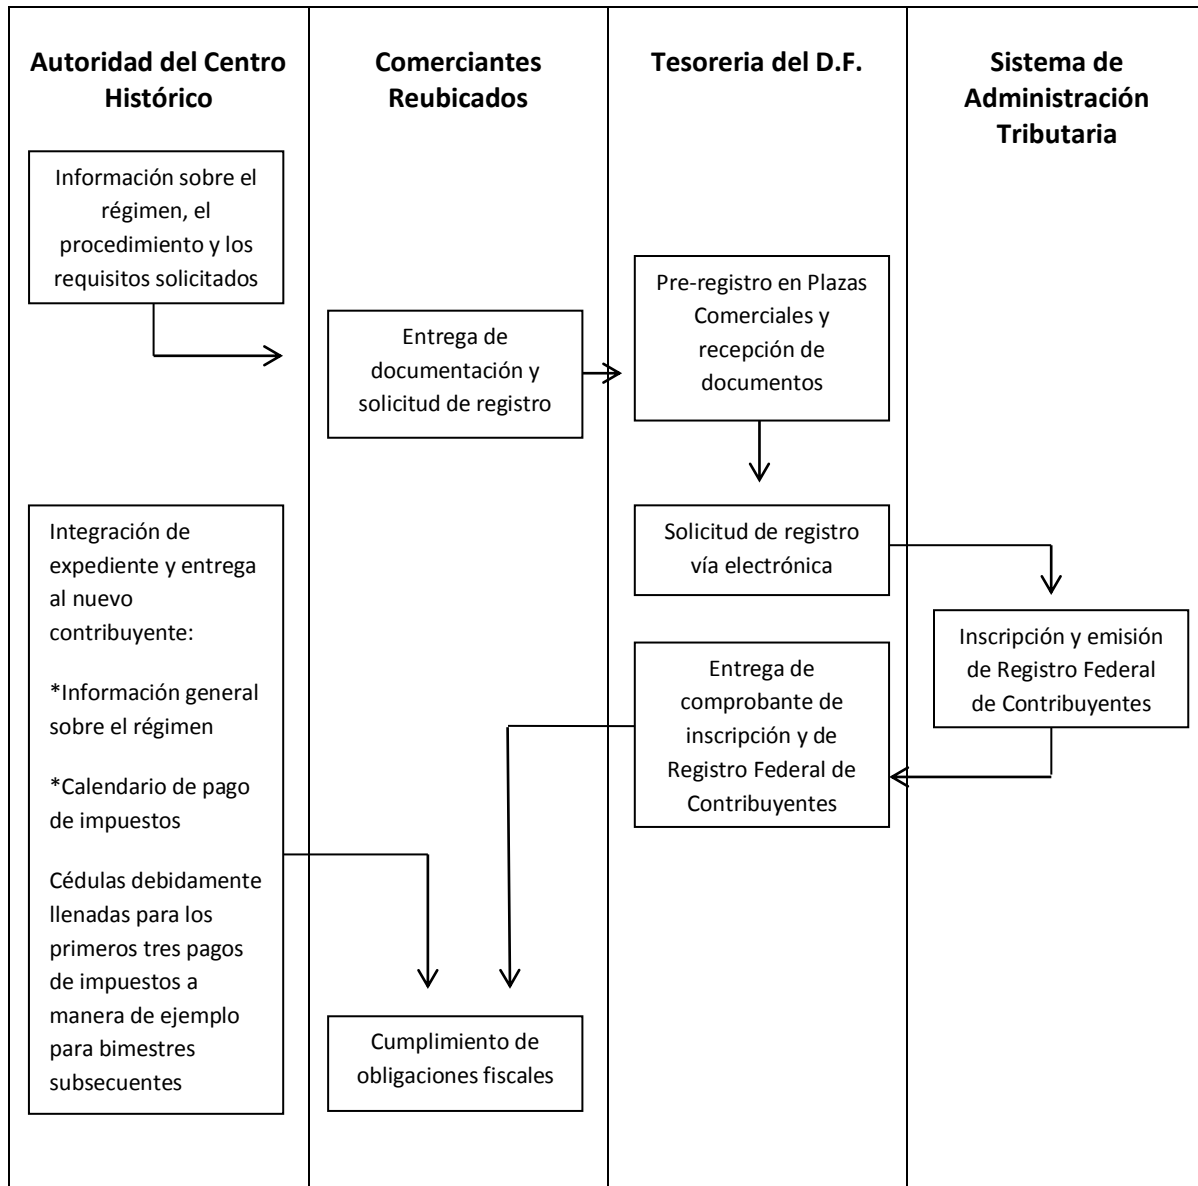 Autoridad del Centro
Histórico
Comerciantes
Reubicados
Tesoreria del D.F.
Sistema de
Administración
Tributaria
Información sobre el
régimen, el
procedimiento y los
requisitos solicitados
Entrega de
documentación y
solicitud de registro
Pre-registro en Plazas
Comerciales y
recepción de
documentos
Solicitud de registro
vía electrónica
Inscripción y emisión
de Registro Federal
de Contribuyentes
Entrega de
comprobante de
inscripción y de
Registro Federal de
Contribuyentes
Integración de
expediente y entrega
al nuevo
contribuyente:
*Información general
sobre el régimen
*Calendario de pago
de impuestos
Cédulas debidamente
llenadas para los
primeros tres pagos
de impuestos a
manera de ejemplo
para bimestres
subsecuentes
Cumplimiento de
obligaciones fiscales